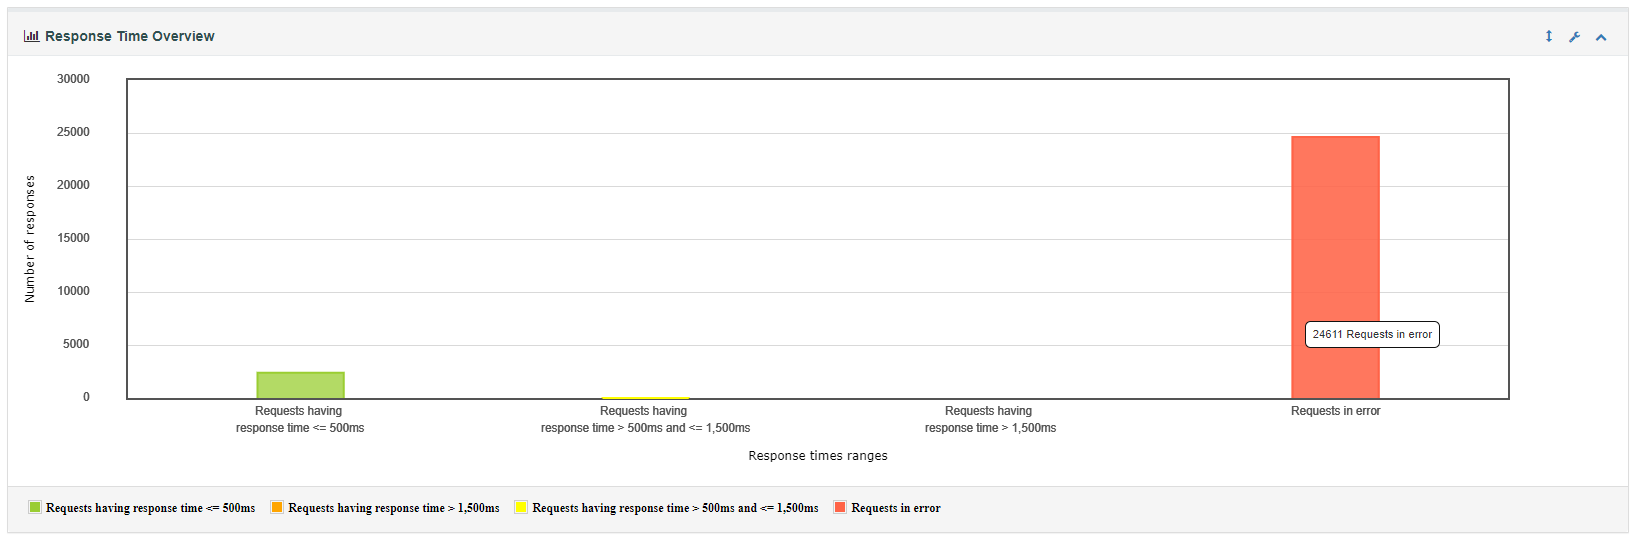 Response Time Overview
30000
25000
20000
15000
10000
5000
0
Number of responses
24611 Requests in error
Requests having
response time <= 500ms
Requests having
response time > 500ms and <= 1,500ms
Requests having
response time > 1,500ms
Requests in error
Response times ranges
Requests having response time <= 500ms
Requests having response time > 1,500ms
Requests having response time > 500ms and <= 1,500ms
Requests in error